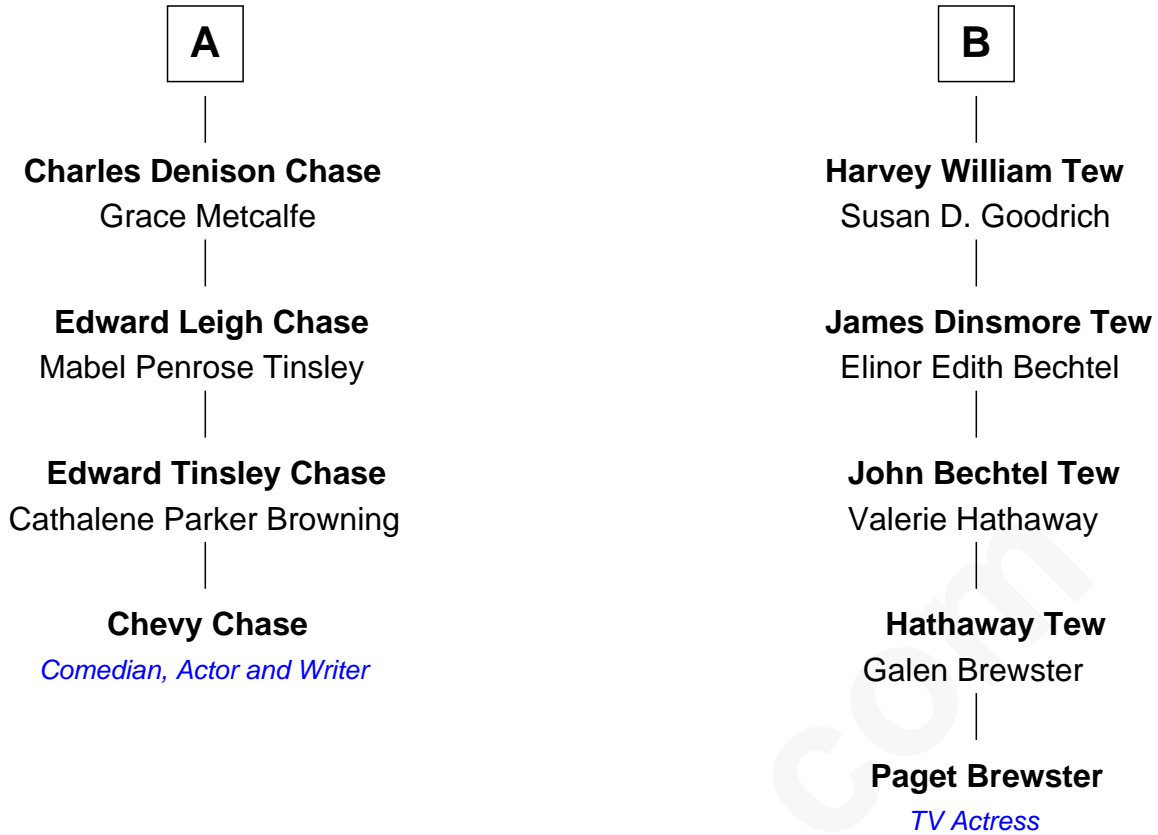 A
Charles Denison Chase
Grace Metcalfe
Edward Leigh Chase
Mabel Penrose Tinsley
Edward Tinsley Chase
Cathalene Parker Browning
Chevy Chase
Comedian, Actor and Writer
B
Harvey William Tew
Susan D. Goodrich
James Dinsmore Tew
Elinor Edith Bechtel
John Bechtel Tew
Valerie Hathaway
Hathaway Tew
Galen Brewster
Paget Brewster
TV Actress
com